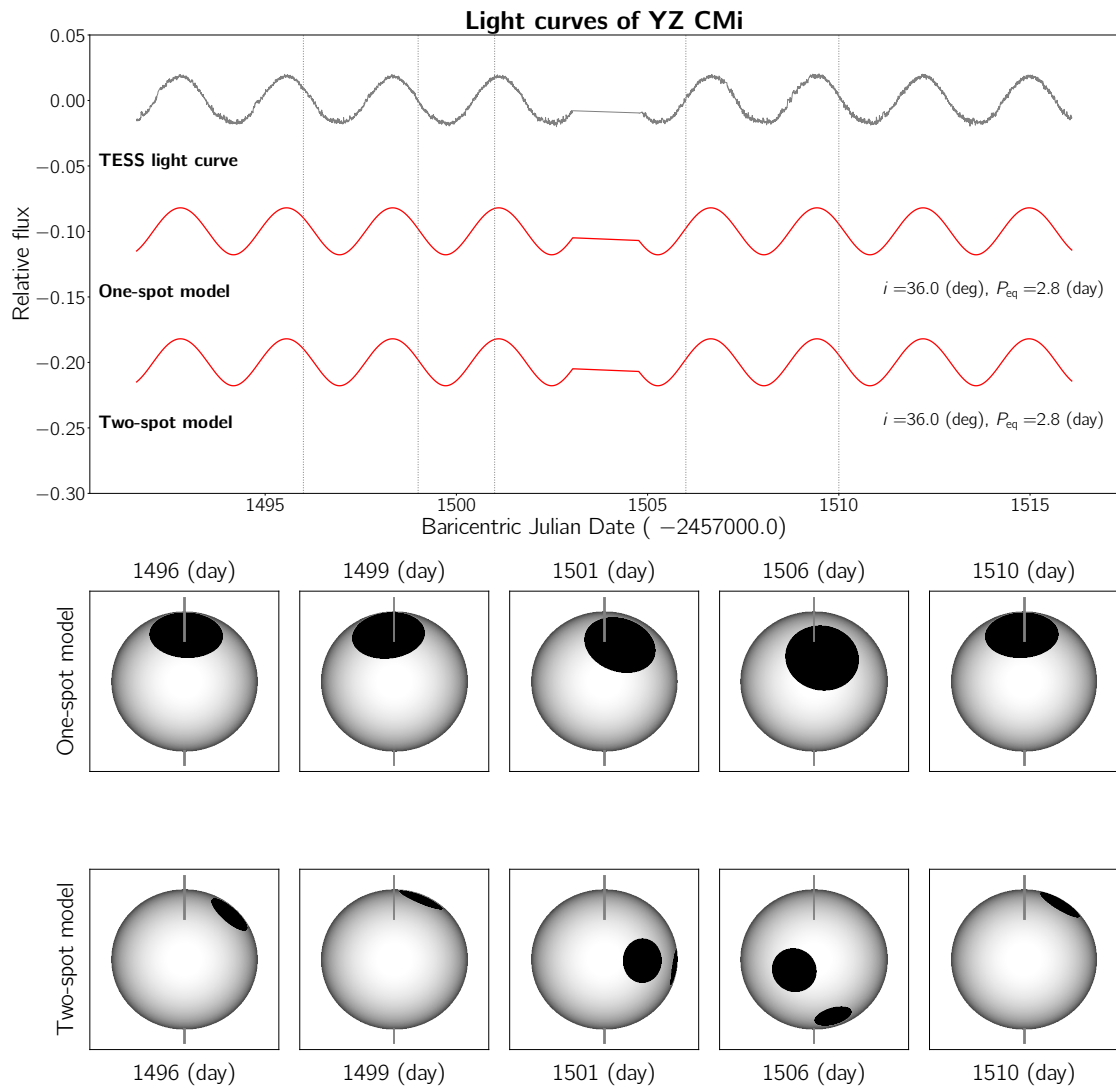 Light curves of YZ CMi
0.05
0.00
−0.05
−0.10
−0.15
−0.20
−0.25
−0.30
Relative flux
TESS light curve
One-spot model
i =36.0 (deg), Peq =2.8 (day)
Two-spot model
i =36.0 (deg), Peq =2.8 (day)
1495 1500 1505 1510 1515
Baricentric Julian Date ( −2457000.0)
1496 (day) 1499 (day) 1501 (day) 1506 (day) 1510 (day)
One-spot model
Two-spot model
1496 (day) 1499 (day) 1501 (day) 1506 (day) 1510 (day)